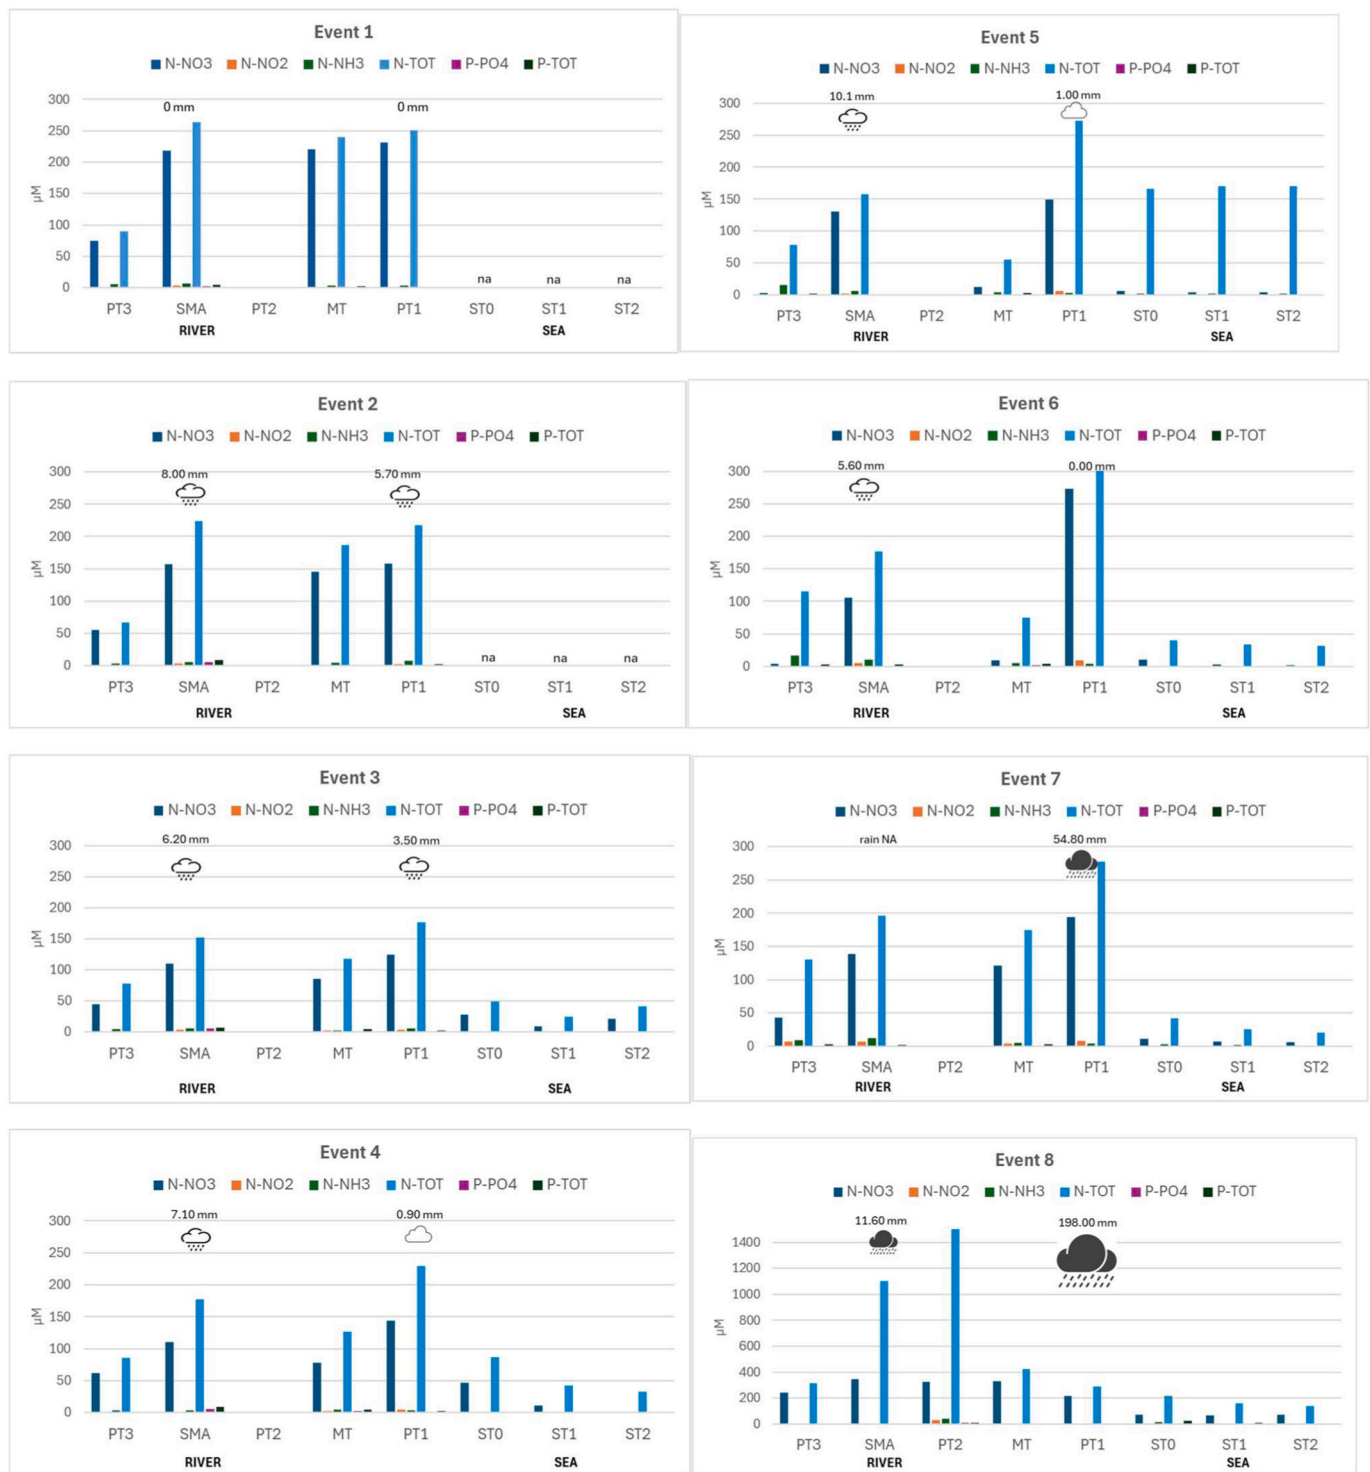 Event 1
N-NO3 N-NO2 N-NH3 N-TOT P-PO4 P-TOT
300
0 mm 0 mm
250
200
150
µM
100
50
na na na
0
PT3 SMA PT2 MT PT1 ST0 ST1 ST2
RIVER SEA
Event 5
N-NO3 N-NO2 N-NH3 N-TOT P-PO4 P-TOT
10.1 mm 1.00 mm
300
250
200
150
µM
100
50
0
PT3 SMA PT2 MT PT1 ST0 ST1 ST2
RIVER SEA
Event 2
N-NO3 N-NO2 N-NH3 N-TOT P-PO4 P-TOT
300
8.00 mm 5.70 mm
250
200
150
µM
100
50
na na na
0
PT3 SMA PT2 MT PT1 ST0 ST1 ST2
RIVER SEA
Event 6
N-NO3 N-NO2 N-NH3 N-TOT P-PO4 P-TOT
300
5.60 mm 0.00 mm
250
200
150
µM
100
50
0
PT3 SMA PT2 MT PT1 ST0 ST1 ST2
RIVER SEA
Event 3
N-NO3 N-NO2 N-NH3 N-TOT P-PO4 P-TOT
6.20 mm 3.50 mm
300
250
200
150
µM
100
50
0
PT3 SMA PT2 MT PT1 ST0 ST1 ST2
RIVER SEA
Event 7
N-NO3 N-NO2 N-NH3 N-TOT P-PO4 P-TOT
rain NA 54.80 mm
300
250
200
150
µM
100
50
0
PT3 SMA PT2 MT PT1 ST0 ST1 ST2
RIVER SEA
Event 4
N-NO3 N-NO2 N-NH3 N-TOT P-PO4 P-TOT
7.10 mm 0.90 mm
300
250
200
150
µM
100
50
0
PT3 SMA PT2 MT PT1 ST0 ST1 ST2
RIVER SEA
Event 8
N-NO3 N-NO2 N-NH3 N-TOT P-PO4 P-TOT
11.60 mm 198.00 mm
1400
1200
1000
800
µM
600
400
200
0
PT3 SMA PT2 MT PT1 ST0 ST1 ST2
RIVER SEA